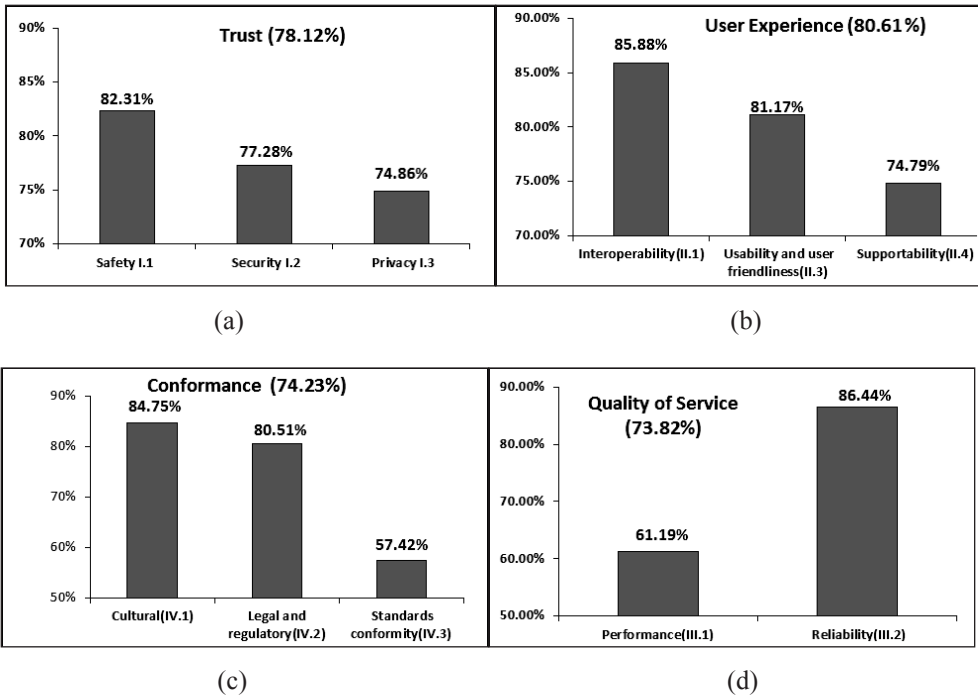 Trust (78.12%)
90%
85%
80%
75%
70%
82.31%
77.28%
74.86%
Safety I.1
Security I.2
Privacy I.3
(a)
User Experience (80.61%)
90.00%
85.00%
80.00%
75.00%
70.00%
85.88%
81.17%
74.79%
Interoperability(II.1)
Usability and user
friendliness(II.3)
Supportability(II.4)
(b)
Conformance (74.23%)
90%
80%
70%
60%
50%
84.75%
80.51%
57.42%
Cultural(IV.1)
Legal and
regulatory(IV.2)
Standards
conformity(IV.3)
(c)
Quality of Service
(73.82%)
90.00%
80.00%
70.00%
60.00%
50.00%
61.19%
86.44%
Performance(III.1)
Reliability(III.2)
(d)